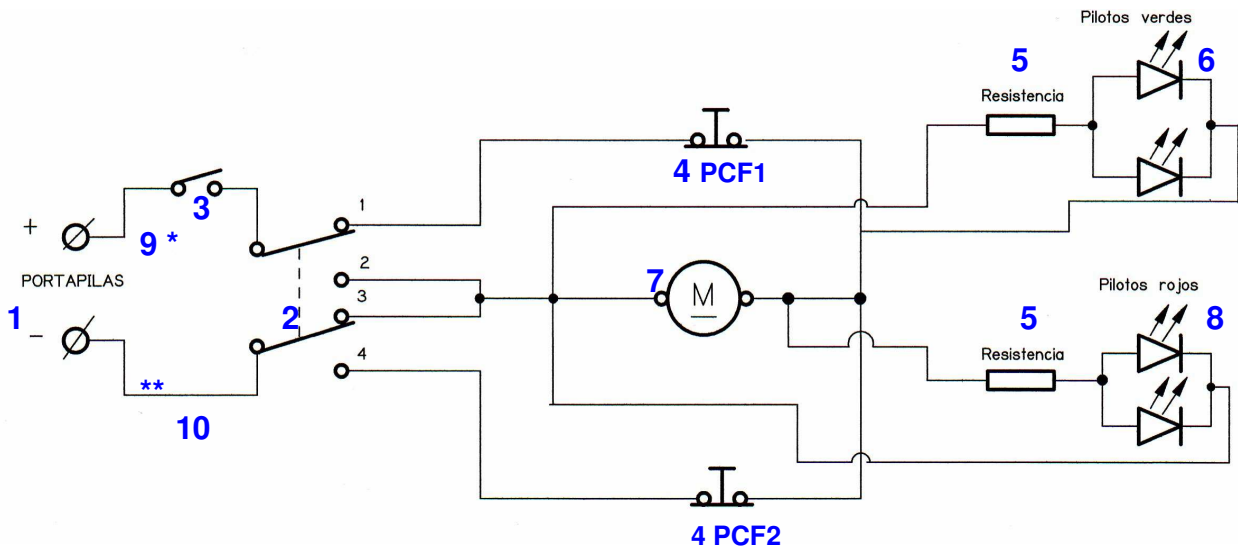 Pilotos verdes
5
6
Resistencia
4 PCF1
3
1
+
9 *
PORTAPILAS
2
3
7
M
Pilotos rojos
1
2
5
8
−
4
Resistencia
**
10
4 PCF2